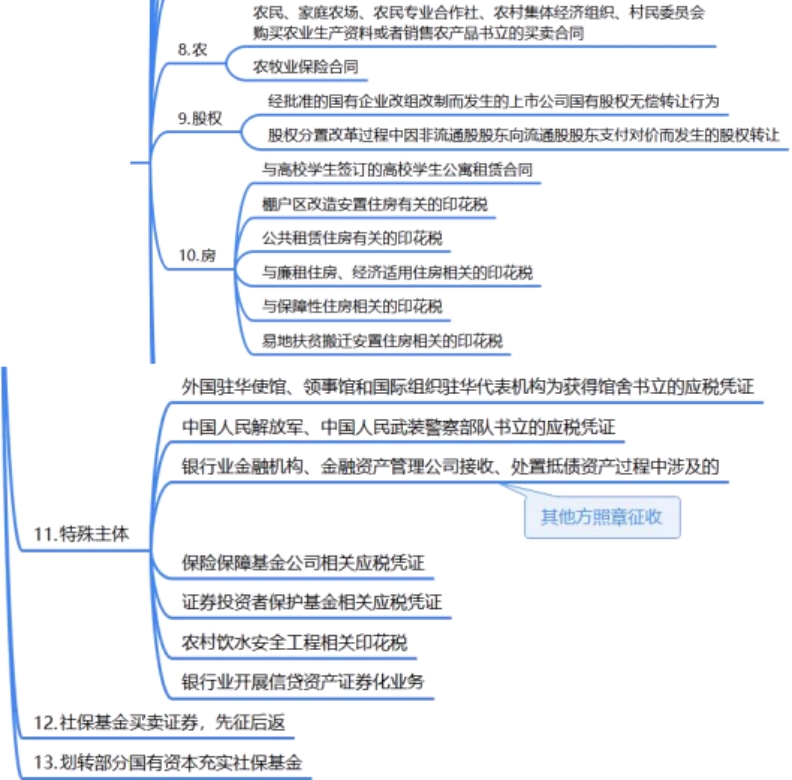 农民、家庭农场、农民专业合作社、农村集体经济组织、村民委员会
购买农业生产资料或者销售农产品书立的买卖合同
8.农
农牧业保险合同
经批准的国有企业改组改制而发生的上市公司国有股权无偿转让行为
9.股权
股权分置改革过程中因非流通股股东向流通股股东支付对价而发生的股权转让
与高校学生签订的高校学生公寓租赁合同
棚户区改造安置住房有关的印花税
公共租赁住房有关的印花税
10.房
与廉租住房、经济适用住房相关的印花税
与保障性住房相关的印花税
易地扶贫搬迁安置住房相关的印花税
外国驻华使馆、领事馆和国际组织驻华代表机构为获得馆舍书立的应税凭证
中国人民解放军、中国人民武装警察部队书立的应税凭证
银行业金融机构、金融资产管理公司接收、处置抵债资产过程中涉及的
其他方照章征收
11.特殊主体
保险保障基金公司相关应税凭证
证券投资者保护基金相关应税凭证
农村饮水安全工程相关印花税
银行业开展信贷资产证券化业务
12.社保基金买卖证券，先征后返
13.划转部分国有资本充实社保基金